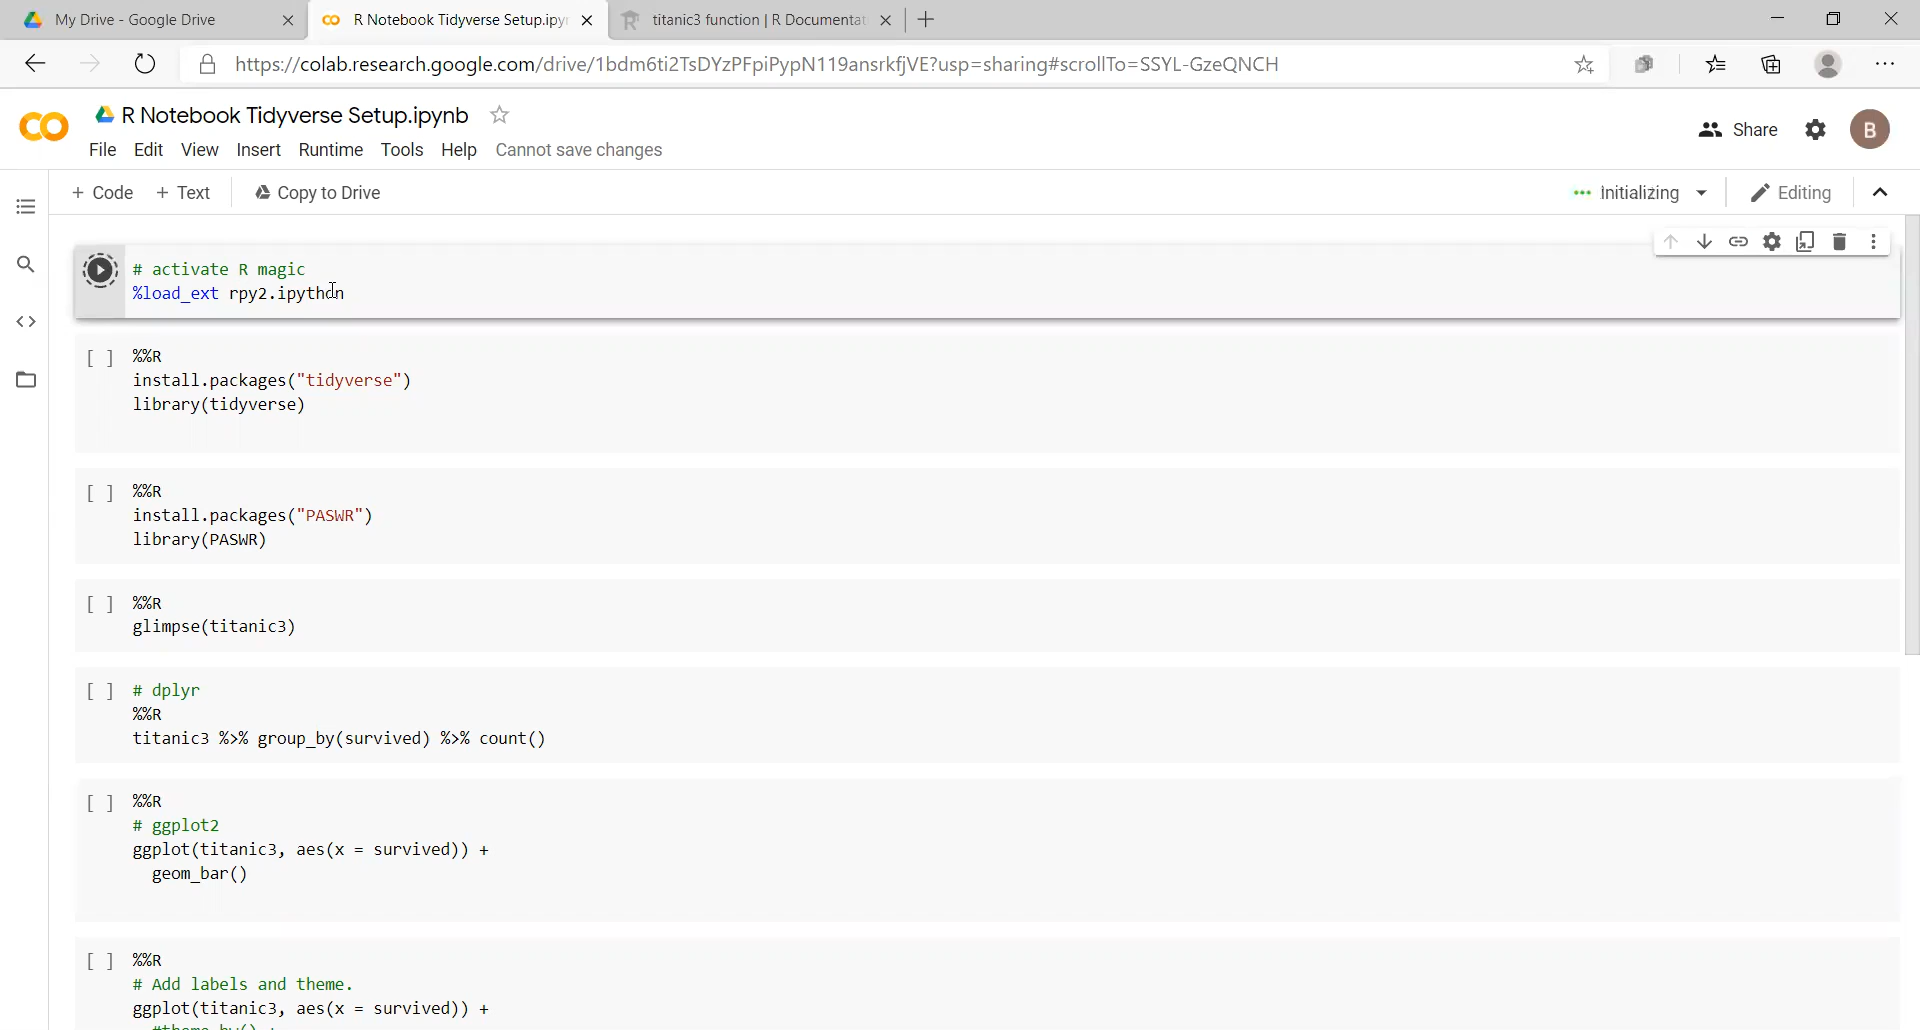 My Drive - Google Drive
R Notebook Tidyverse Setup.ipyn
titanic3 function | R Documentat
https://colab.research.google.com/drive/1bdm6ti2TsDYzPFpiPypN119ansrkfjVE?usp=sharing#scrollTo=SSYL-GzeQNCH
R Notebook Tidyverse Setup.ipynb
File Edit View Insert Runtime Tools Help Cannot save changes
Share
B
+ Code + Text Copy to Drive
Initializing
Editing
# activate R magic
%load_ext rpy2.ipython
[ ] %%R
install.packages("tidyverse")
library(tidyverse)
[ ] %%R
install.packages("PASWR")
library(PASWR)
[ ] %%R
glimpse(titanic3)
[ ] # dplyr
%%R
titanic3 %>% group_by(survived) %>% count()
[ ] %%R
# ggplot2
ggplot(titanic3, aes(x = survived)) +
geom_bar()
[ ] %%R
# Add labels and theme.
ggplot(titanic3, aes(x = survived)) +